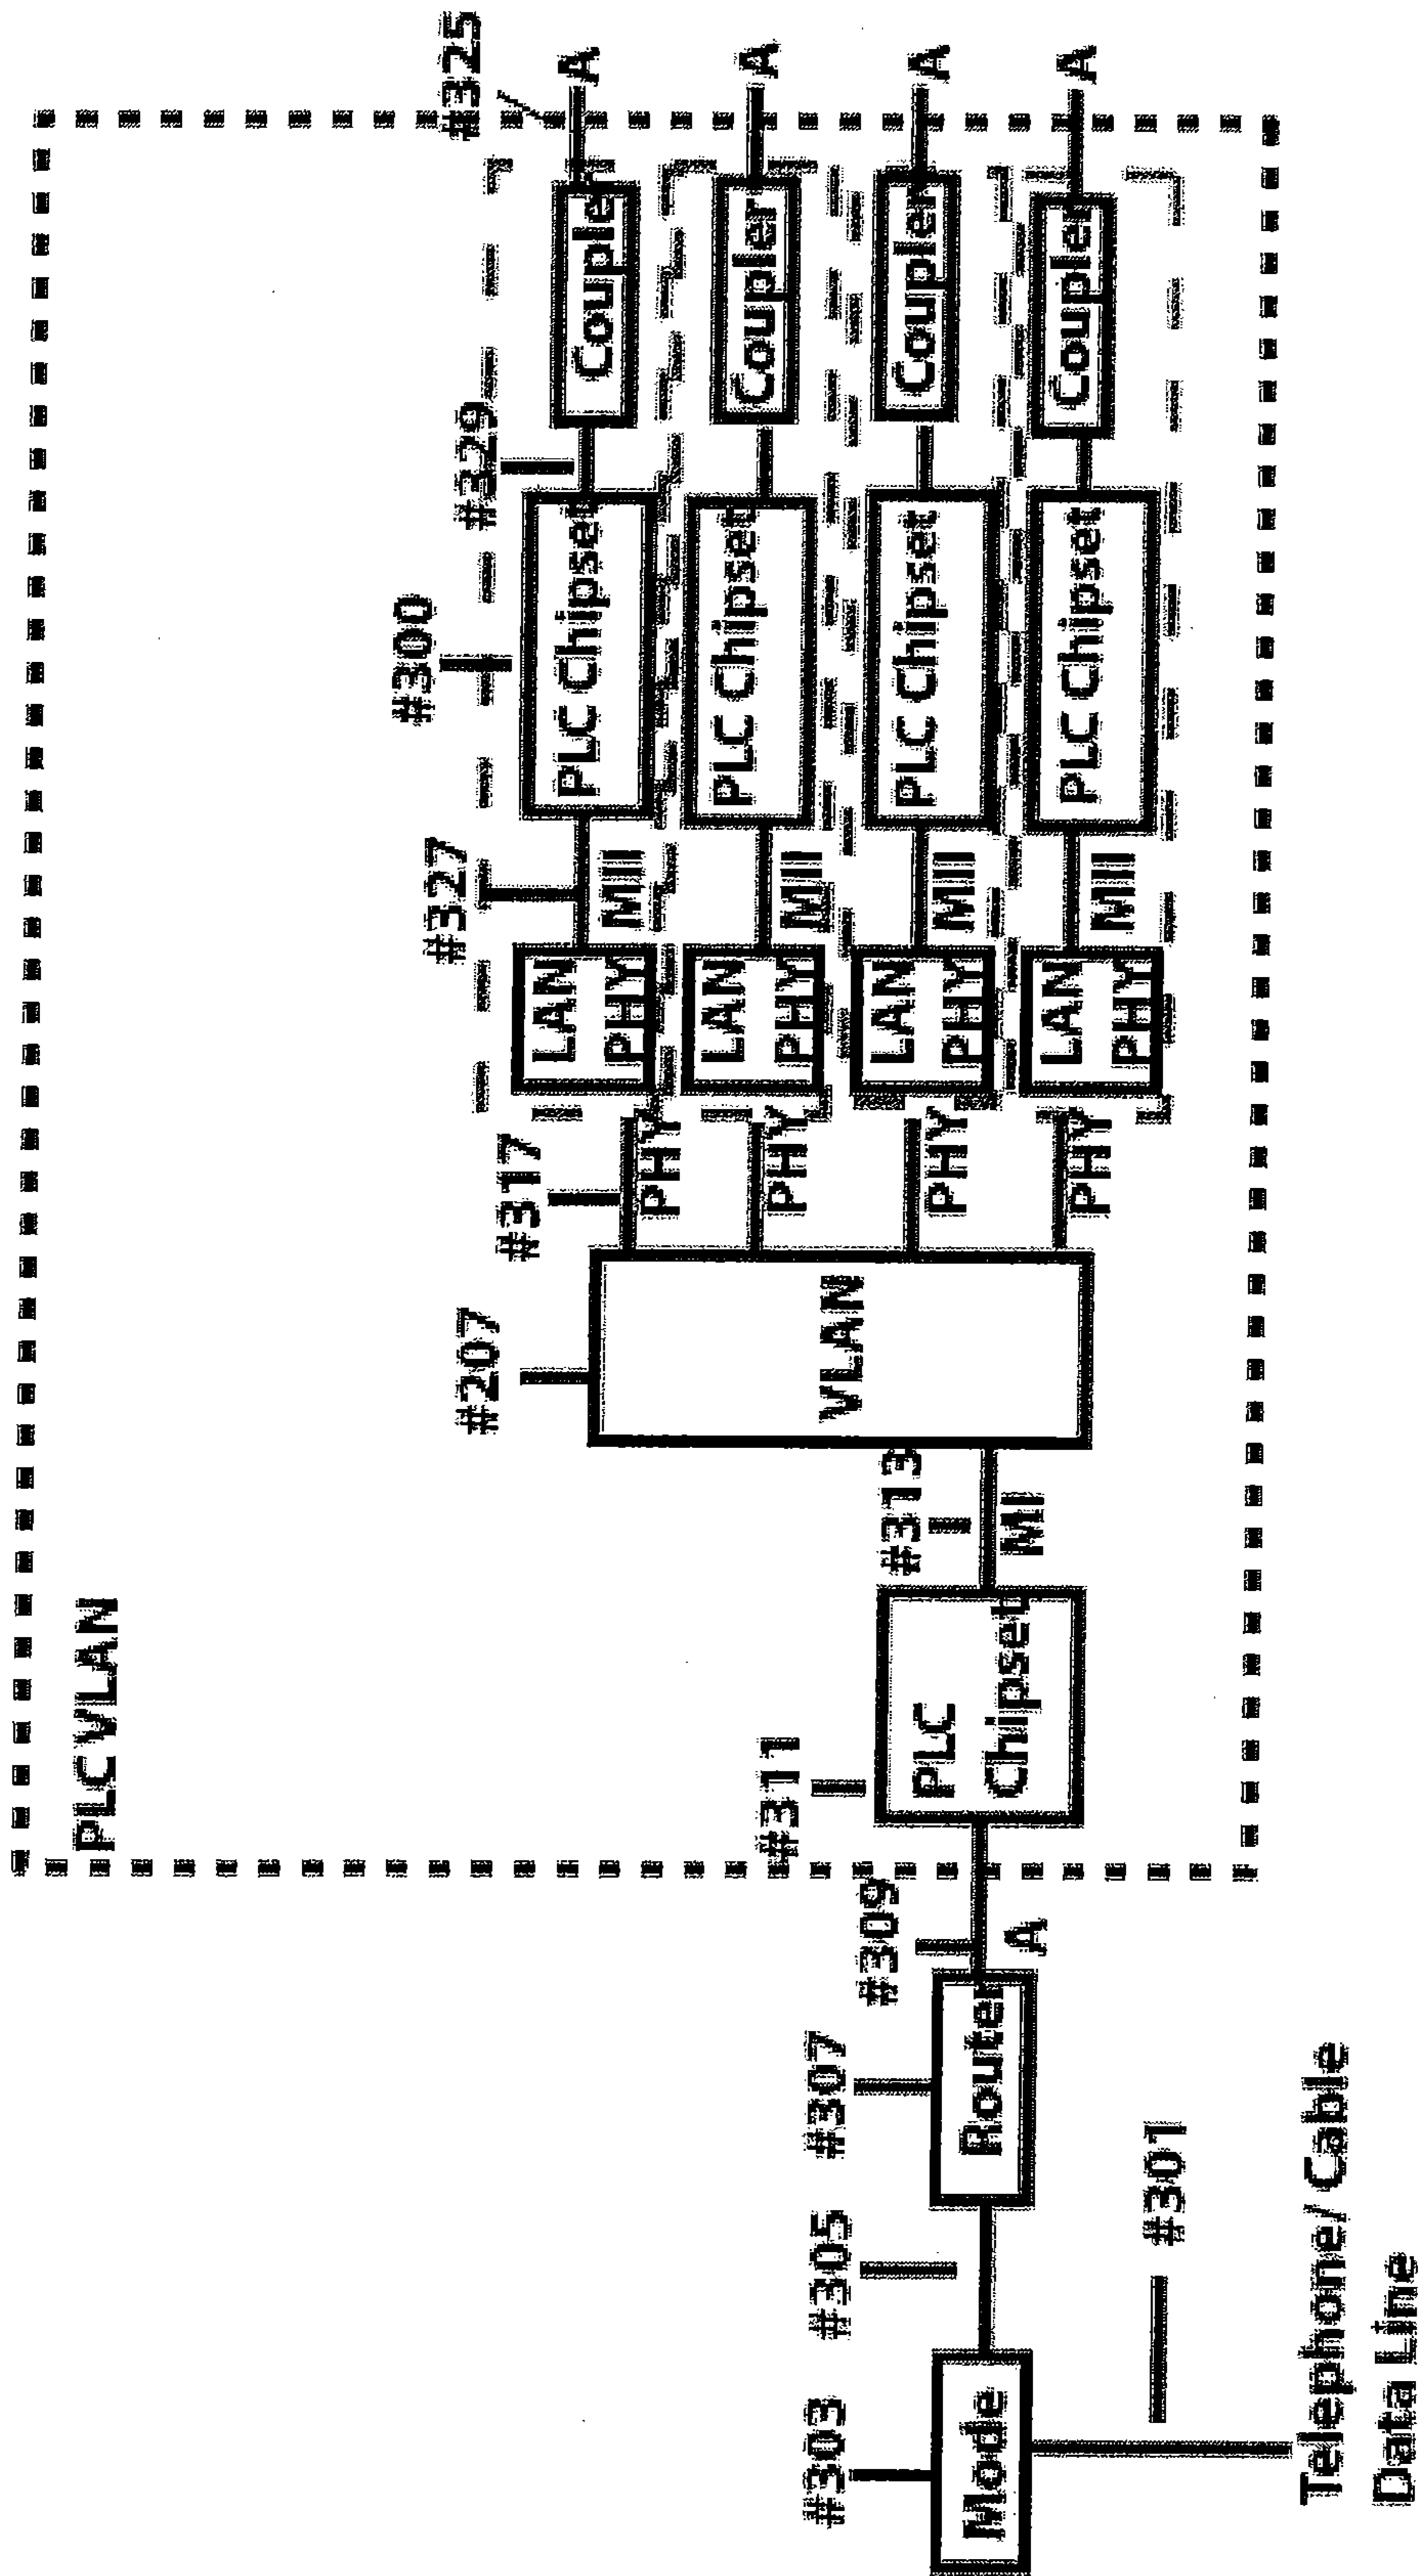 PLCVLAN
#300
#327
#325
#207
#329
#317
LAN
PHY
MII
PLC Chipset
Coupler
A
PHY
LAN
PHY
MII
PLC Chipset
Coupler
A
PHY
VLAN
LAN
PHY
MII
PLC Chipset
Coupler
A
PHY
LAN
PHY
MII
PLC Chipset
Coupler
A
PHY
#311
#313
PLC
Chipset
MI
#303
#305
#307
#309
Mode
Router
A
#301
Telephone/ Cable
Data Line